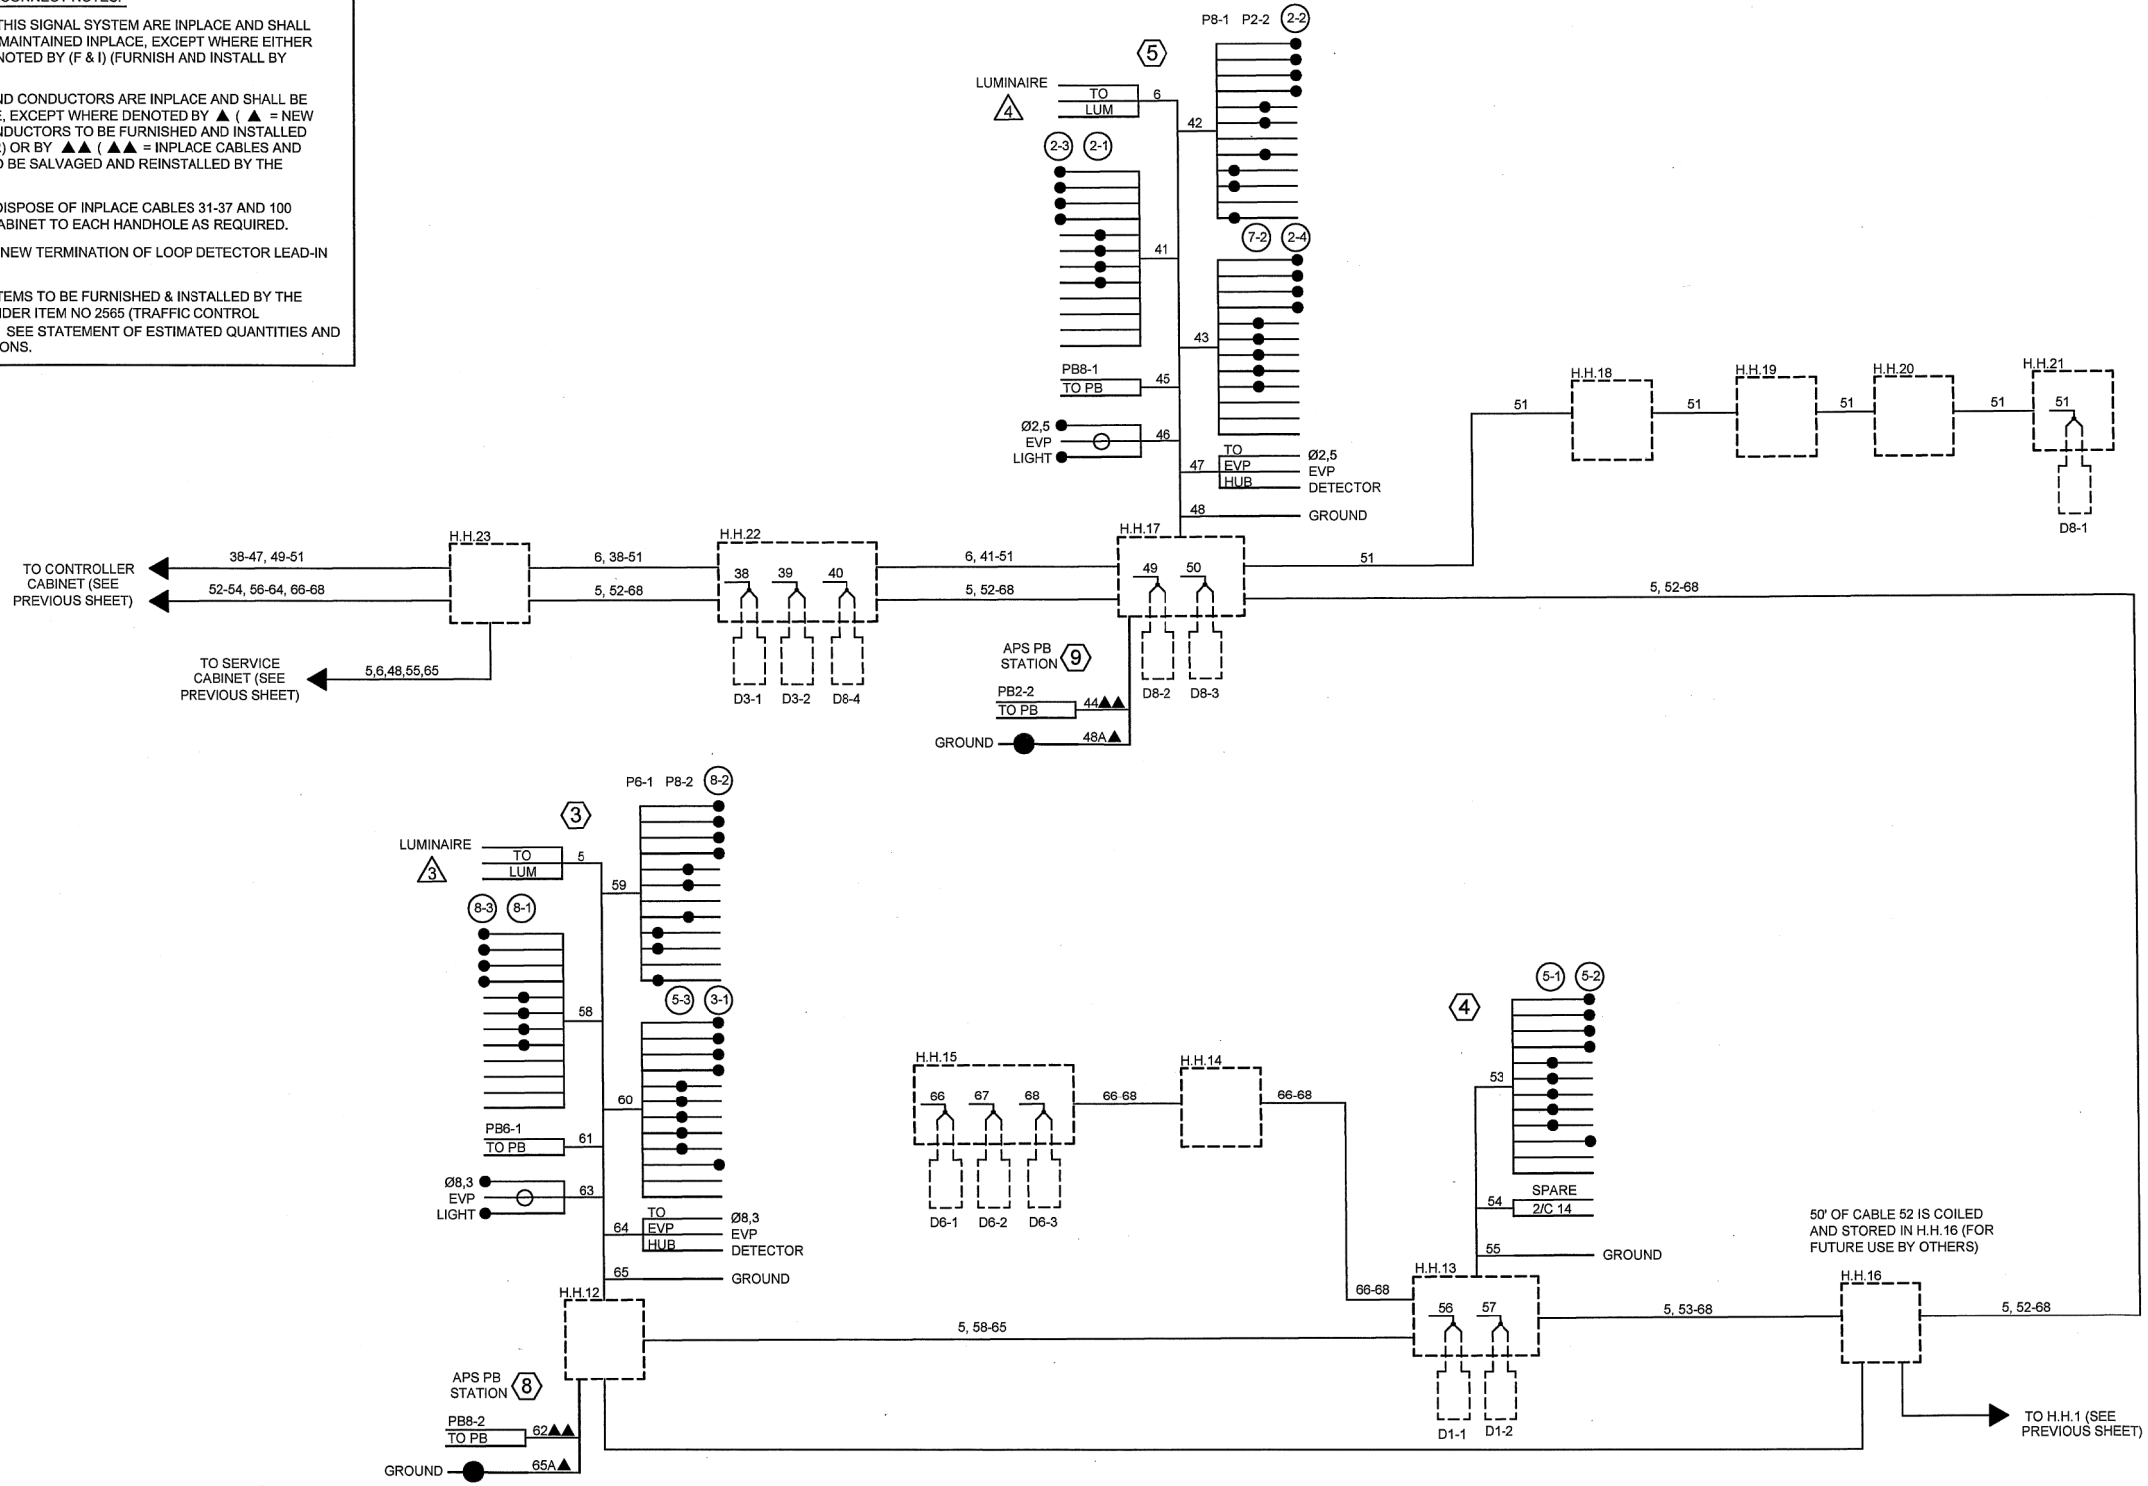 THIS SIGNAL SYSTEM ARE INPLACE AND SHALL
MAINTAINED INPLACE, EXCEPT WHERE EITHER
NOTED BY (F & I) (FURNISH AND INSTALL BY
ND CONDUCTORS ARE INPLACE AND SHALL BE
E, EXCEPT WHERE DENOTED BY ▲ ( ▲ = NEW
NDUCTORS TO BE FURNISHED AND INSTALLED
) OR BY ▲▲ ( ▲▲ = INPLACE CABLES AND
O BE SALVAGED AND REINSTALLED BY THE
DISPOSE OF INPLACE CABLES 31-37 AND 100
ABINET TO EACH HANDHOLE AS REQUIRED.
NEW TERMINATION OF LOOP DETECTOR LEAD-IN
TEMS TO BE FURNISHED & INSTALLED BY THE
DER ITEM NO 2565 (TRAFFIC CONTROL
SEE STATEMENT OF ESTIMATED QUANTITIES AND
ONS.
P8-1 P2-2 2-2
5
LUMINAIRE
4
TO
LUM
6
42
2-3 2-1
41
7-2 2-4
43
PB8-1
TO PB
45
Ø2,5
EVP
LIGHT
46
47
TO
EVP
HUB
Ø2,5
EVP
DETECTOR
48
GROUND
H.H.17
49 50
D8-2 D8-3
51
51
H.H.18
51
H.H.19
51
H.H.20
51
H.H.21
51
D8-1
TO CONTROLLER
CABINET (SEE
PREVIOUS SHEET)
38-47, 49-51
52-54, 56-64, 66-68
H.H.23
6, 38-51
5, 52-68
H.H.22
38 39 40
D3-1 D3-2 D8-4
6, 41-51
5, 52-68
5, 52-68
TO SERVICE
CABINET (SEE
PREVIOUS SHEET)
5,6,48,55,65
APS PB
STATION 9
PB2-2
TO PB
44▲▲
GROUND
48A▲
P6-1 P8-2 8-2
3
LUMINAIRE
3
TO
LUM
5
59
8-3 8-1
58
5-3 3-1
60
PB6-1
TO PB
61
Ø8,3
EVP
LIGHT
63
64
TO
EVP
HUB
Ø8,3
EVP
DETECTOR
65
GROUND
H.H.12
5, 58-65
APS PB
STATION 8
PB8-2
TO PB
62▲▲
GROUND
65A▲
H.H.15
66 67 68
D6-1 D6-2 D6-3
66-68
H.H.14
66-68
66-68
5-1 5-2
4
53
54
SPARE
2/C 14
55
GROUND
H.H.13
56 57
D1-1 D1-2
5, 53-68
50' OF CABLE 52 IS COILED
AND STORED IN H.H.16 (FOR
FUTURE USE BY OTHERS)
H.H.16
5, 52-68
TO H.H.1 (SEE
PREVIOUS SHEET)